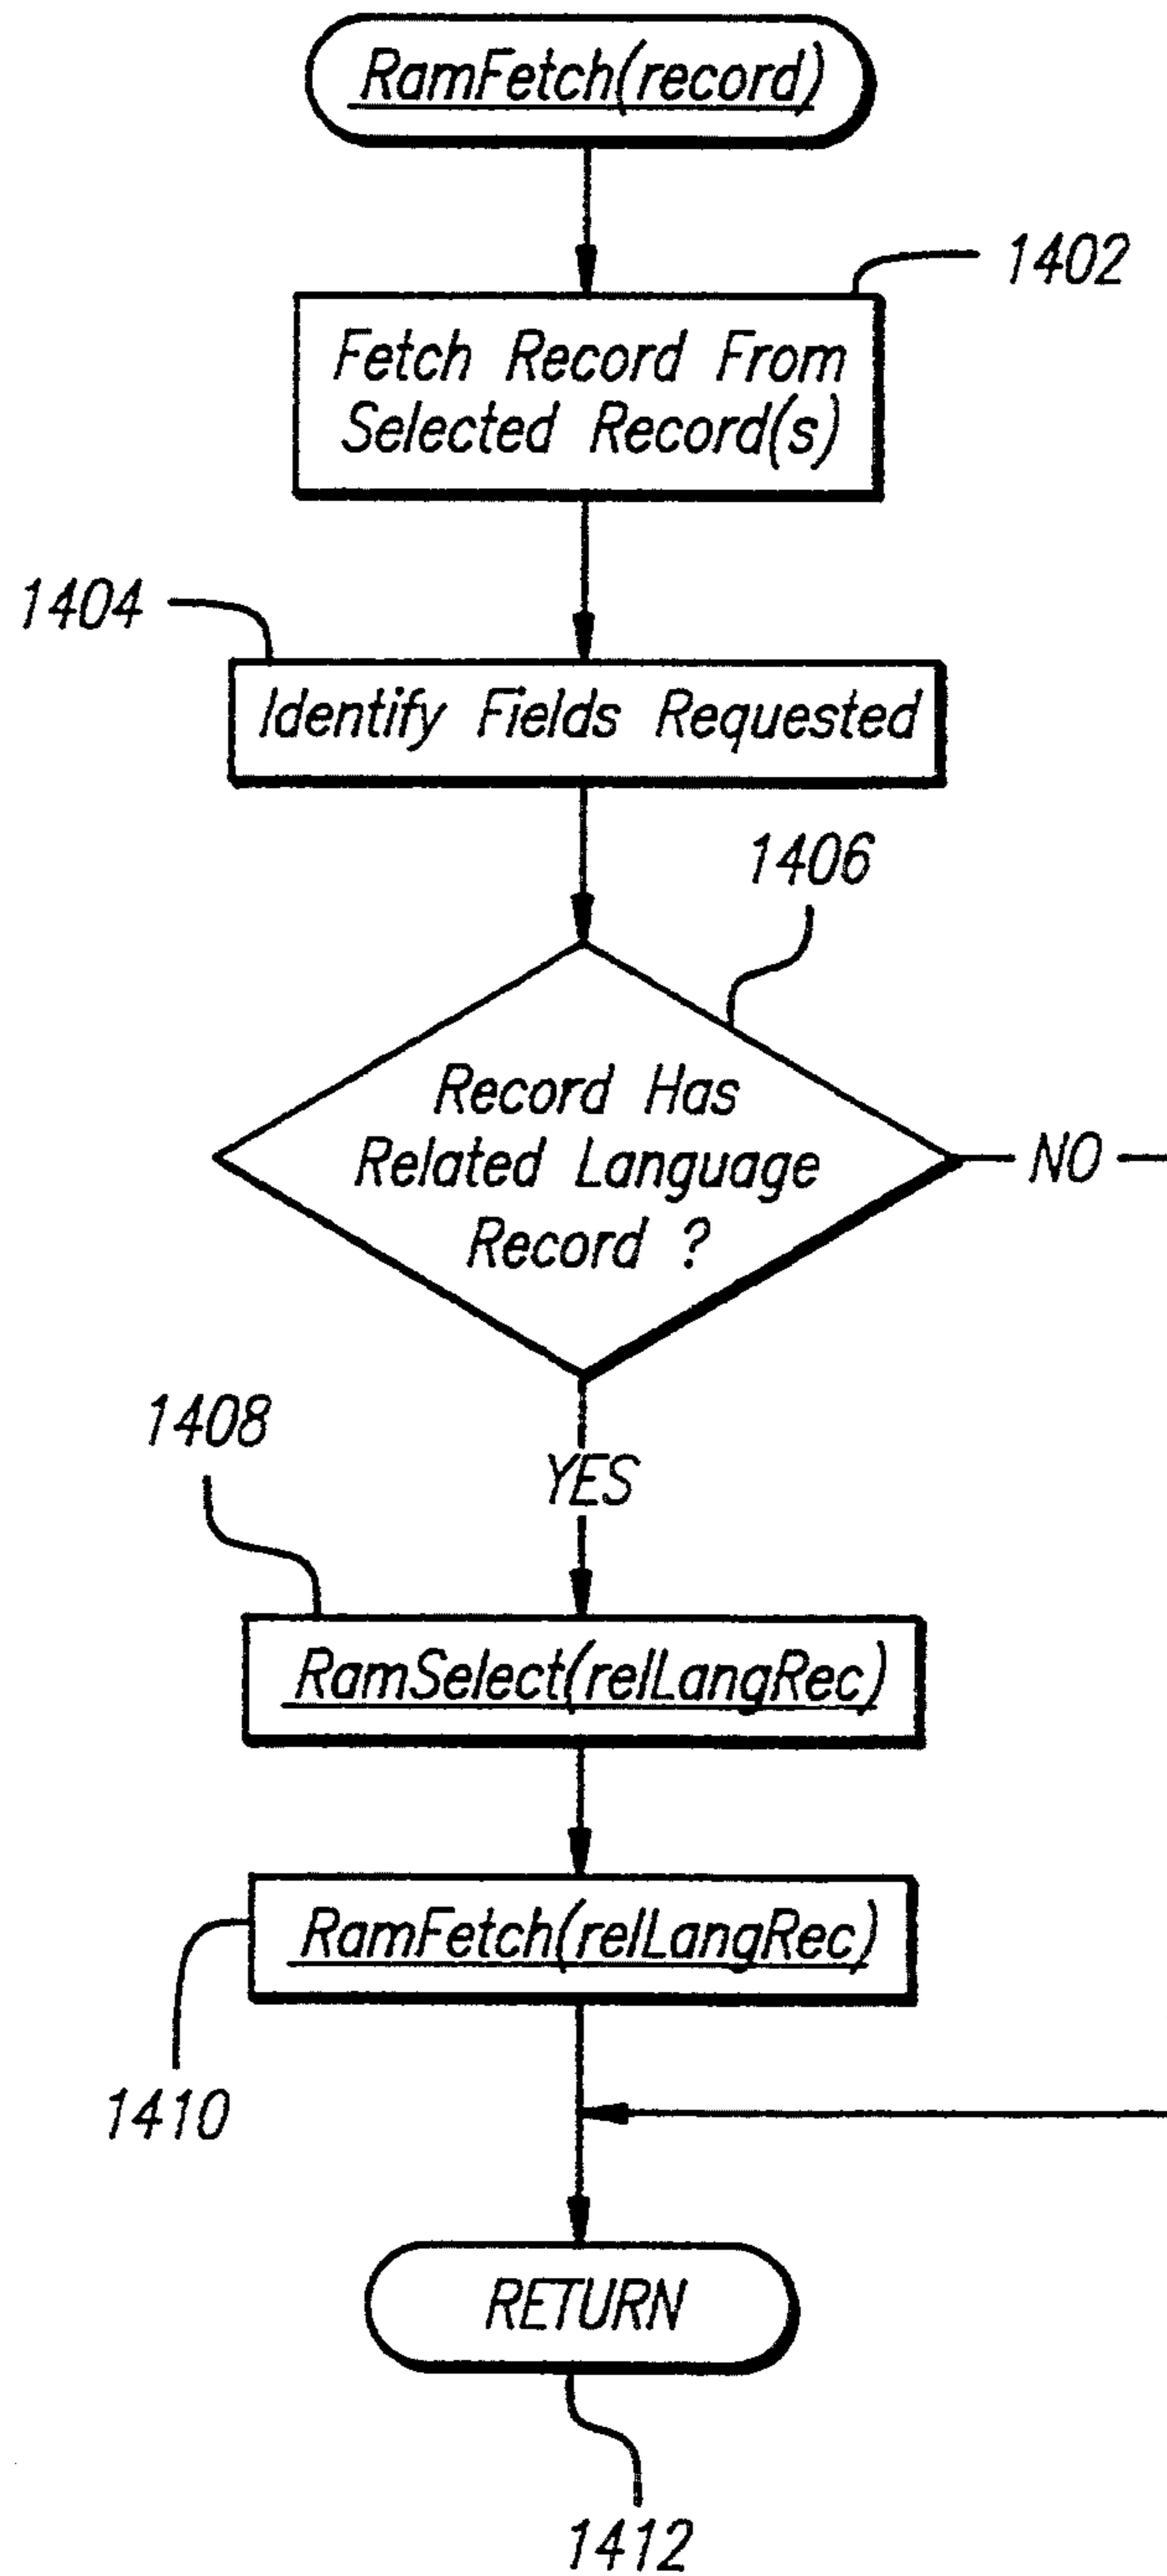 RamFetch(record)
1402
Fetch Record From
Selected Record(s)
1404
Identify Fields Requested
1406
Record Has
Related Language
Record ?
NO
1408
YES
RamSelect(relLangRec)
RamFetch(relLangRec)
1410
RETURN
1412